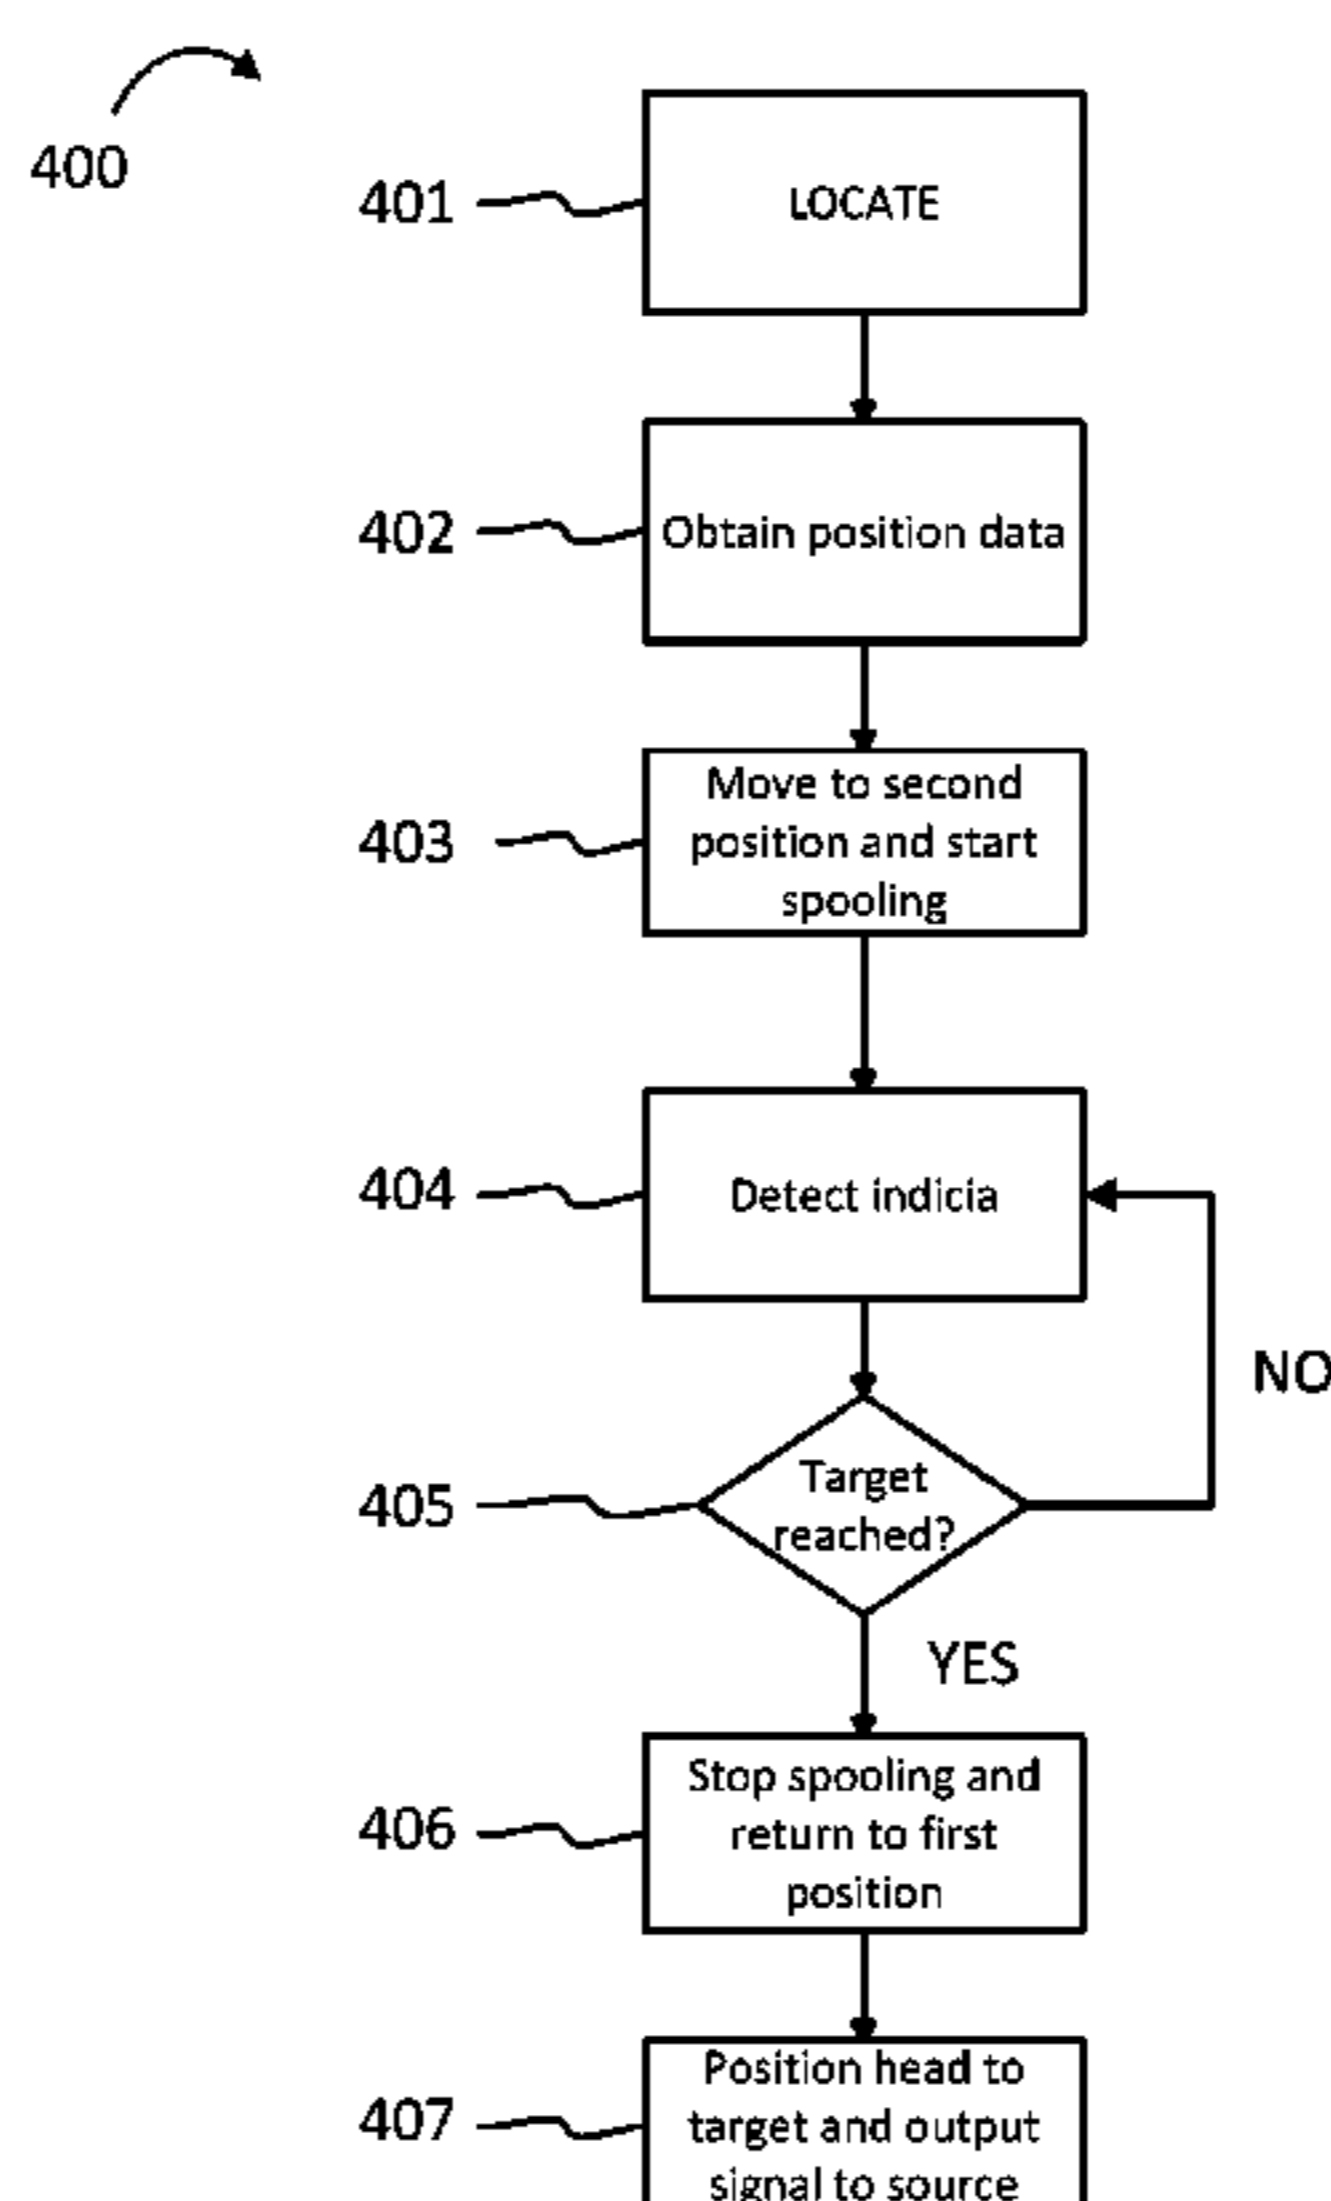 400
401
LOCATE
402
Obtain position data
403
Move to second
position and start
spooling
404
Detect indicia
NO
405
Target
reached?
YES
406
Stop spooling and
return to first
position
407
Position head to
target and output
signal to source